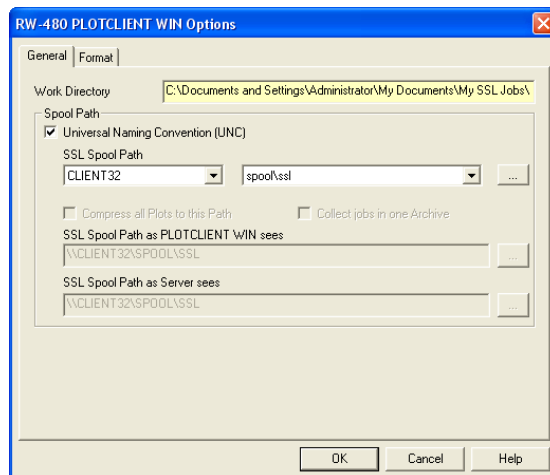 RW-480 PLOTCLIENT WIN Options
General Format
Work Directory C:\Documents and Settings\Administrator\My Documents\My SSL Jobs\
Spool Path
Universal Naming Convention (UNC)
SSL Spool Path
CLIENT32 spool\ssl ...
Compress all Plots to this Path Collect jobs in one Archive
SSL Spool Path as PLOTCLIENT WIN sees
\\CLIENT32\SPOOL\SSL ...
SSL Spool Path as Server sees
\\CLIENT32\SPOOL\SSL ...
OK Cancel Help